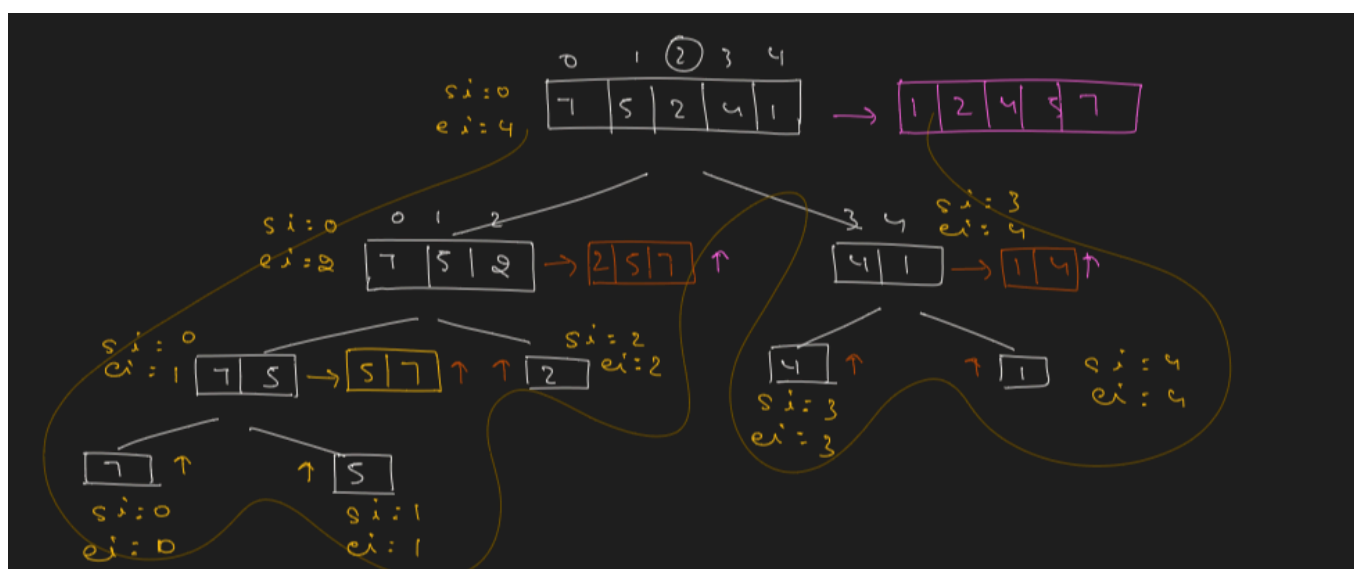 0 1 2 3 4
si:0
ei:4
7 5 2 4 1 → 1 2 4 5 7
si:0
ei:2
0 1 2
7 5 2 → 2 5 7 ↑
3 4
si:3
ei:4
4 1 → 1 4 ↑
si:0
ei:1
7 5 → 5 7 ↑
↑ 2
si:2
ei:2
4 ↑
si:3
ei:3
↑ 1
si:4
ei:4
7 ↑
si:0
ei:0
↑ 5
si:1
ei:1